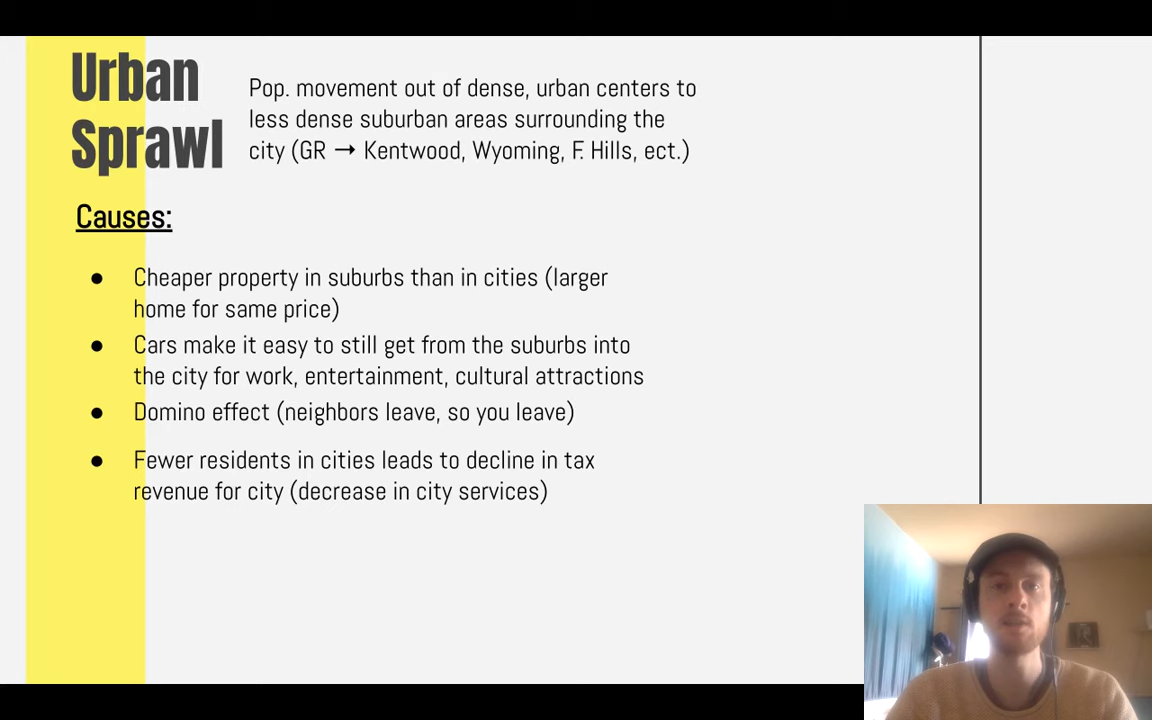 Urban
Sprawl
Pop. movement out of dense, urban centers to
less dense suburban areas surrounding the
city (GR → Kentwood, Wyoming, F. Hills, ect.)
Causes:
● Cheaper property in suburbs than in cities (larger
home for same price)
● Cars make it easy to still get from the suburbs into
the city for work, entertainment, cultural attractions
● Domino effect (neighbors leave, so you leave)
● Fewer residents in cities leads to decline in tax
revenue for city (decrease in city services)